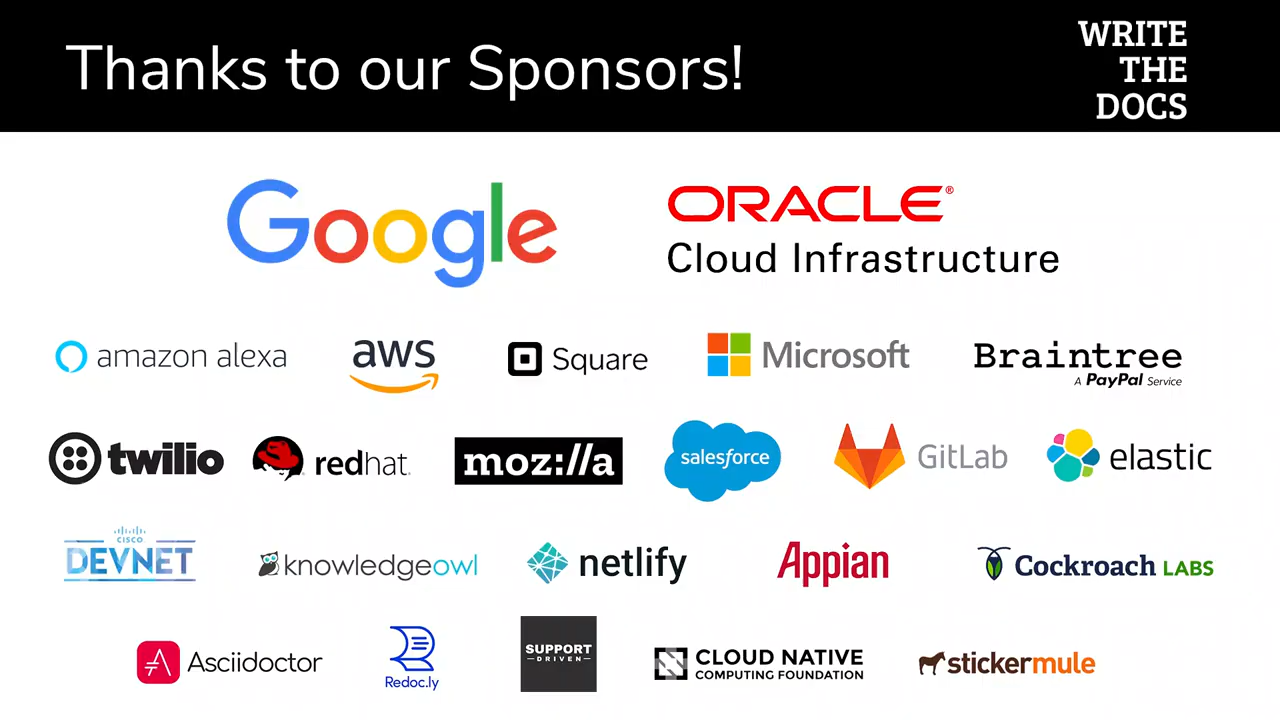 Thanks to our Sponsors!
WRITE
THE
DOCS
Google
ORACLE®
Cloud Infrastructure
amazon alexa
aws
Square
Microsoft
Braintree
A PayPal Service
twilio
redhat.
moz://a
salesforce
GitLab
elastic
CISCO
DEVNET
knowledgeowl
netlify
Appian
Cockroach LABS
Asciidoctor
Redoc.ly
SUPPORT
DRIVEN
CLOUD NATIVE
COMPUTING FOUNDATION
stickermule